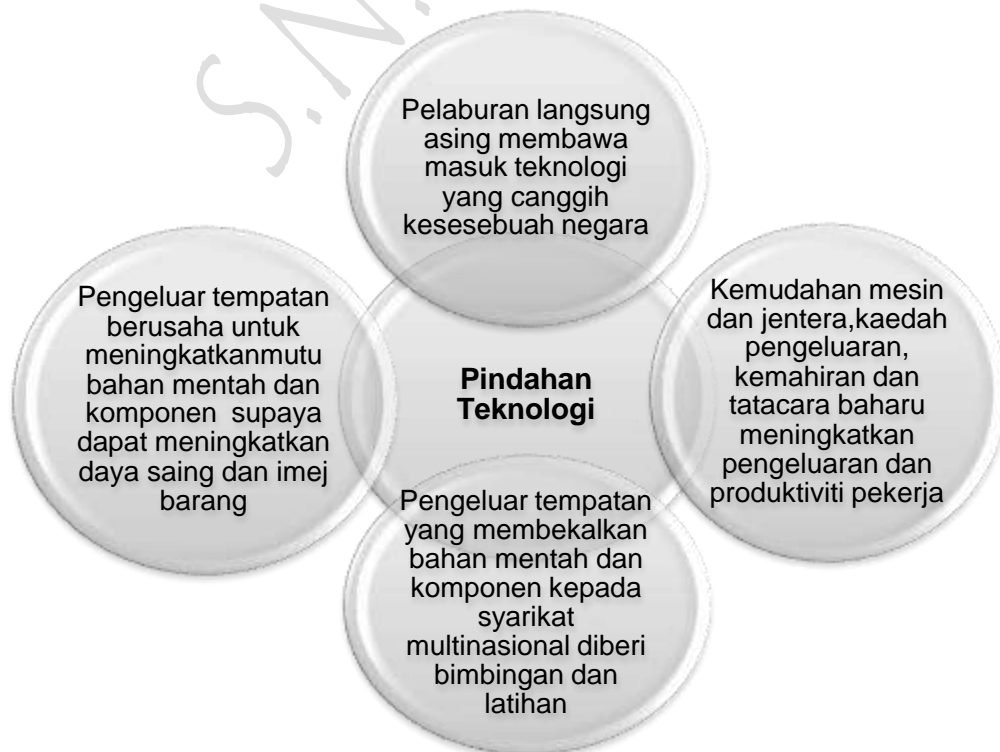 S.N.
Pelaburan langsung
asing membawa
masuk teknologi
yang canggih
kesesebuah negara
Pengeluar tempatan
berusaha untuk
meningkatkanmutu
bahan mentah dan
komponen supaya
dapat meningkatkan
daya saing dan imej
barang
Pindahan
Teknologi
Kemudahan mesin
dan jentera,kaedah
pengeluaran,
kemahiran dan
tatacara baharu
meningkatkan
pengeluaran dan
produktiviti pekerja
Pengeluar tempatan
yang membekalkan
bahan mentah dan
komponen kepada
syarikat
multinasional diberi
bimbingan dan
latihan